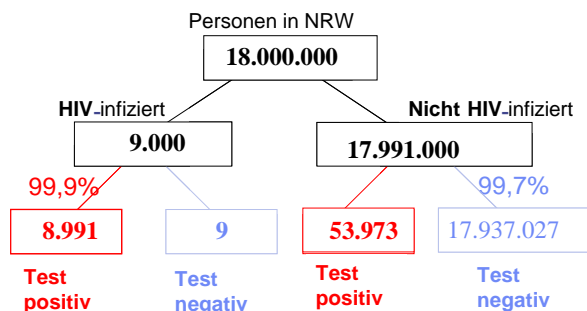 Personen in NRW
18.000.000
HIV-infiziert
Nicht HIV-infiziert
9.000
17.991.000
99,9%
99,7%
8.991
9
53.973
17.937.027
Test positiv
Test negativ
Test positiv
Test negativ